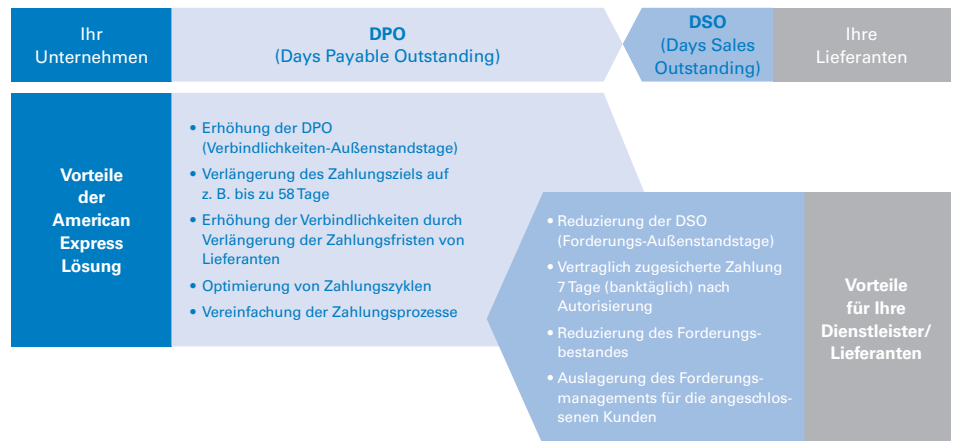 Ihr
Unternehmen
DPO
(Days Payable Outstanding)
DSO
(Days Sales
Outstanding)
Ihre
Lieferanten
Vorteile
der
American
Express
Lösung
• Erhöhung der DPO
(Verbindlichkeiten-Außenstandstage)
• Verlängerung des Zahlungsziels auf
z. B. bis zu 58 Tage
• Erhöhung der Verbindlichkeiten durch
Verlängerung der Zahlungsfristen von
Lieferanten
• Optimierung von Zahlungszyklen
• Vereinfachung der Zahlungsprozesse
• Reduzierung der DSO
(Forderungs-Außenstandstage)
• Vertraglich zugesicherte Zahlung
7 Tage (banktäglich) nach
Autorisierung
• Reduzierung des Forderungs-
bestandes
• Auslagerung des Forderungs-
managements für die angeschlos-
senen Kunden
Vorteile
für Ihre
Dienstleister/
Lieferanten